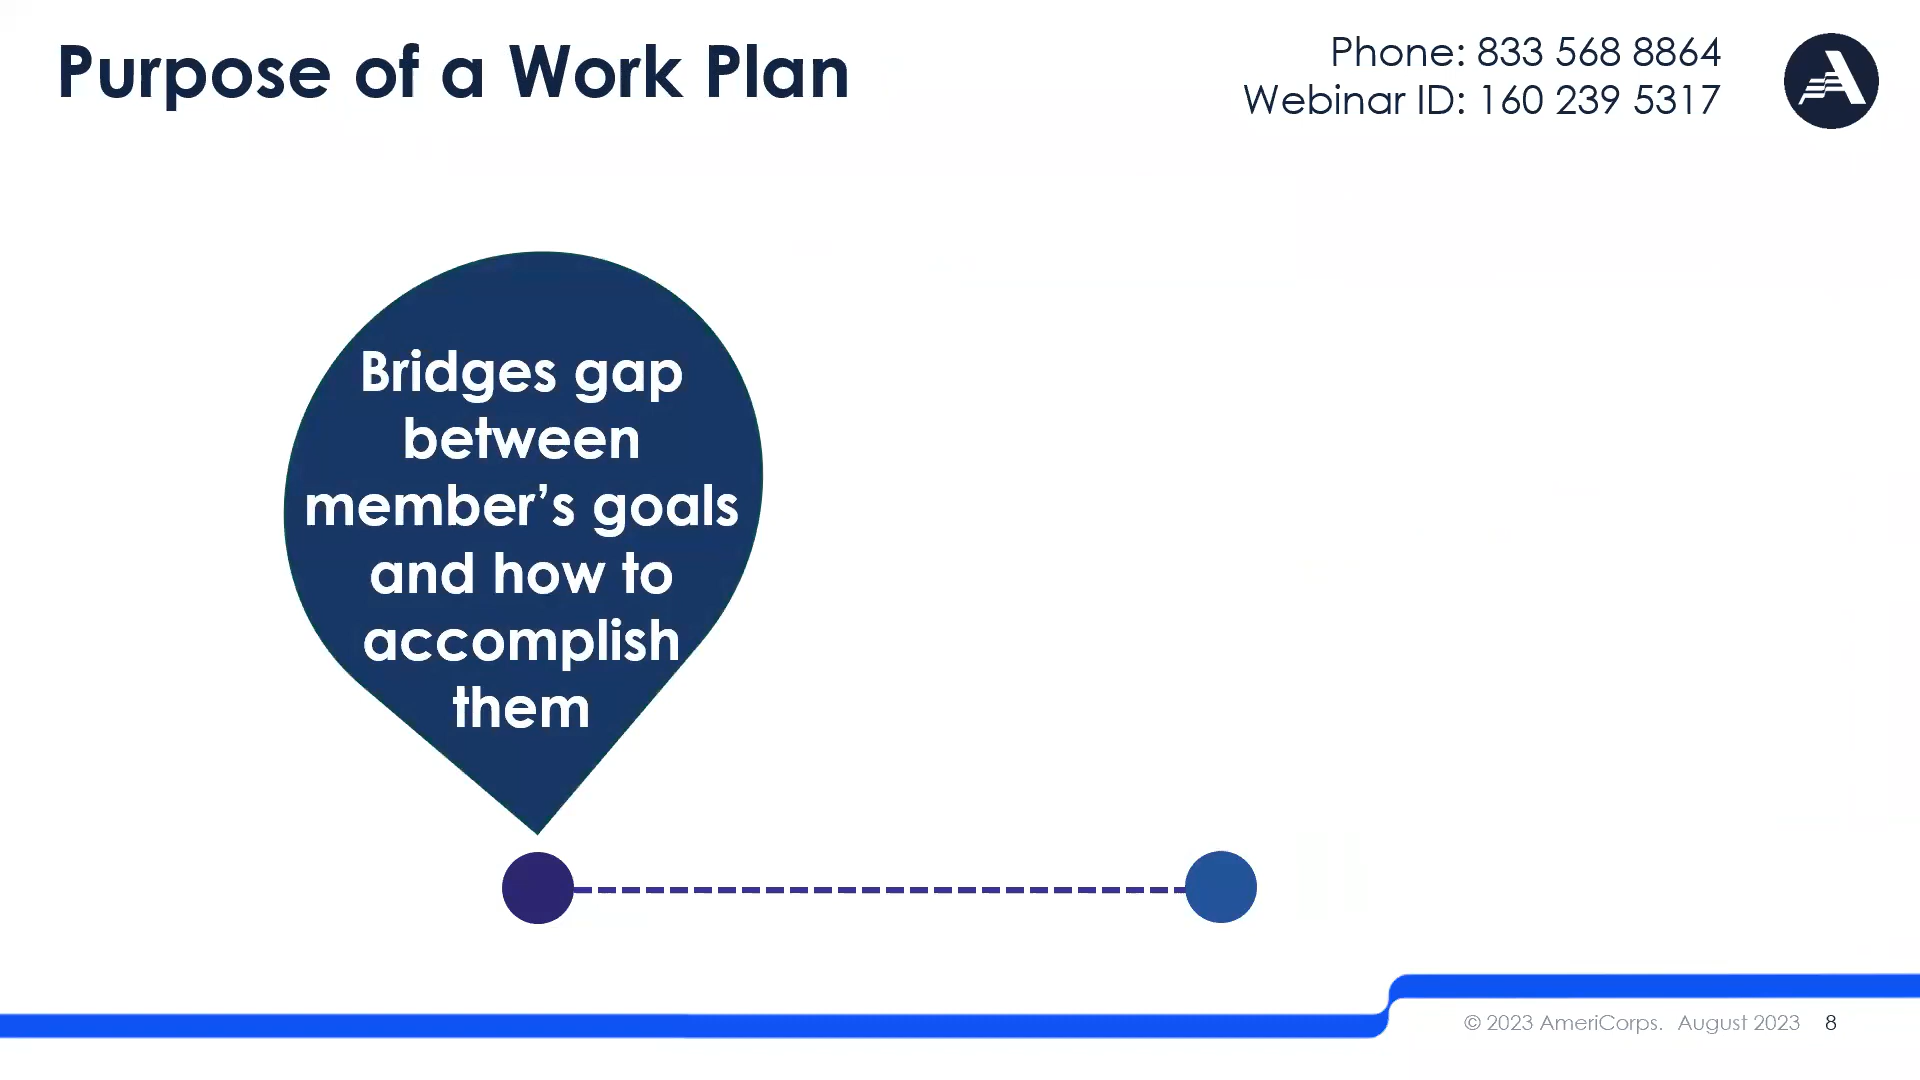 Purpose of a Work Plan
Phone: 833 568 8864
Webinar ID: 160 239 5317
Bridges gap
between
member’s goals
and how to
accomplish
them
© 2023 AmeriCorps. August 2023 8